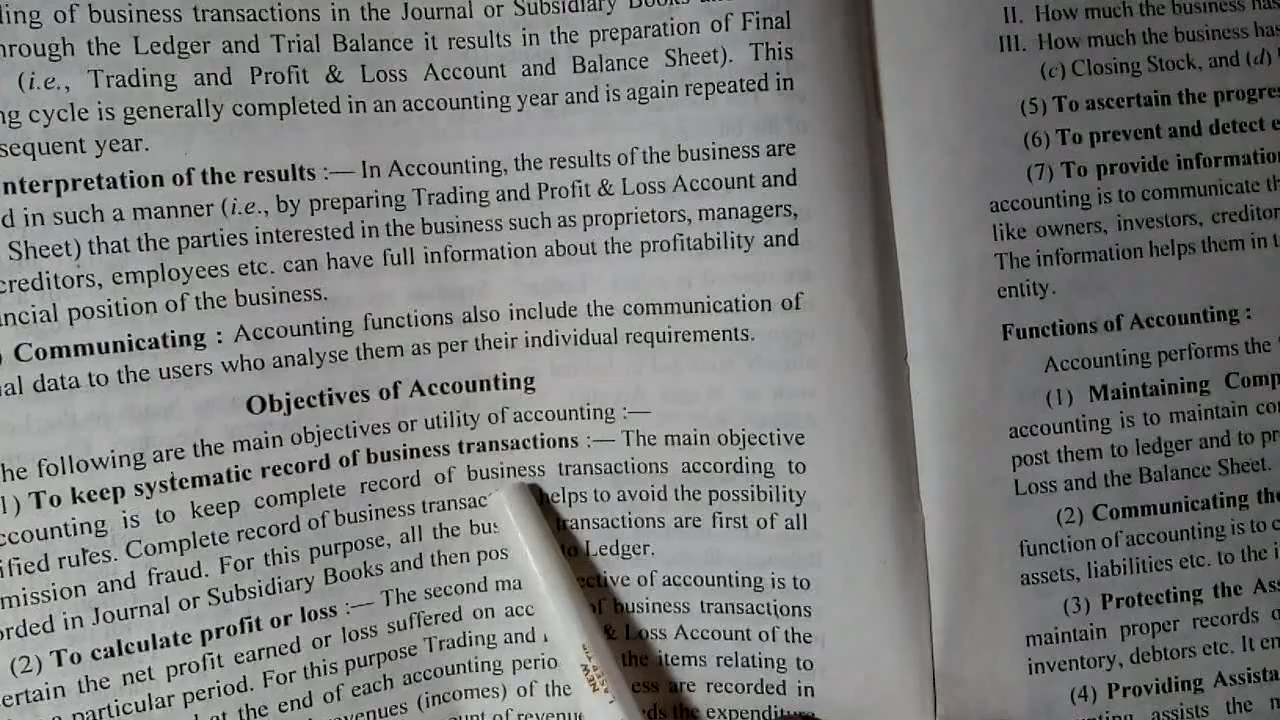 of business transactions in the Journal or Subsidiary Books
through the Ledger and Trial Balance it results in the preparation of Final
(i.e., Trading and Profit & Loss Account and Balance Sheet). This
cycle is generally completed in an accounting year and is again repeated in
year.
nterpretation of the results :— In Accounting, the results of the business are
d in such a manner (i.e., by preparing Trading and Profit & Loss Account and
Sheet) that the parties interested in the business such as proprietors, managers,
creditors, employees etc. can have full information about the profitability and
position of the business.
) Communicating : Accounting functions also include the communication of
data to the users who analyse them as per their individual requirements.
Objectives of Accounting
he following are the main objectives or utility of accounting :—
1) To keep systematic record of business transactions :— The main objective
ccounting is to keep complete record of business transactions according to
rules. Complete record of business transac helps to avoid the possibility
mission and fraud. For this purpose, all the bus transactions are first of all
orded in Journal or Subsidiary Books and then pos to Ledger.
(2) To calculate profit or loss :— The second ma ective of accounting is to
certain the net profit earned or loss suffered on acc of business transactions
particular period. For this purpose Trading and & Loss Account of the
at the end of each accounting perio the items relating to
venues (incomes) of the ess are recorded in
unt of revenue ds the expenditure
II. How much the business has
III. How much the business has
(c) Closing Stock, and (d)
(5) To ascertain the progre
(6) To prevent and detect e
(7) To provide informatio
accounting is to communicate th
like owners, investors, creditor
The information helps them in t
entity.
Functions of Accounting :
Accounting performs the
(1) Maintaining Comp
accounting is to maintain co
post them to ledger and to pr
Loss and the Balance Sheet.
(2) Communicating the
function of accounting is to c
assets, liabilities etc. to the i
(3) Protecting the Ass
maintain proper records o
inventory, debtors etc. It en
(4) Providing Assista
assists the m
NEW